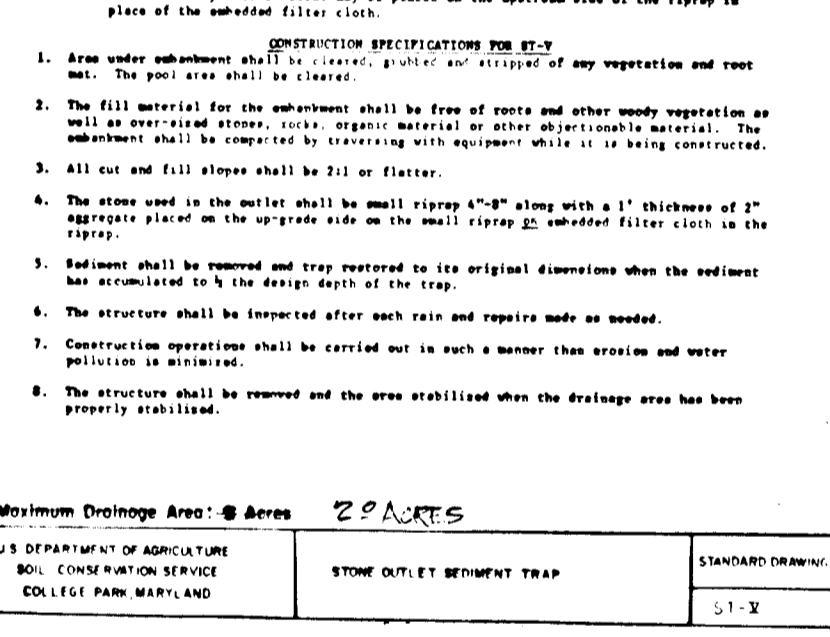 place of the embedded filter cloth.
CONSTRUCTION SPECIFICATIONS FOR ST-V
1. Area under embankment shall be cleared, grubbed and stripped of any vegetation and root
mat. The pool area shall be cleared.
2. The fill material for the embankment shall be free of roots and other woody vegetation as
well as over-sized stones, rocks, organic material or other objectionable material. The
embankment shall be compacted by traversing with equipment while it is being constructed.
3. All cut and fill slopes shall be 2:1 or flatter.
4. The stone used in the outlet shall be small riprap 4"-8" along with a 1' thickness of 2"
aggregate placed on the up-grade side on the small riprap or embedded filter cloth in the
riprap.
5. Sediment shall be removed and trap restored to its original dimensions when the sediment
has accumulated to ½ the design depth of the trap.
6. The structure shall be inspected after each rain and repairs made as needed.
7. Construction operations shall be carried out in such a manner than erosion and water
pollution is minimized.
8. The structure shall be removed and the area stabilized when the drainage area has been
properly stabilized.
Maximum Drainage Area: Acres 20 ACRES
U S DEPARTMENT OF AGRICULTURE
SOIL CONSERVATION SERVICE
COLLEGE PARK, MARYLAND
STONE OUTLET SEDIMENT TRAP
STANDARD DRAWING
ST-V